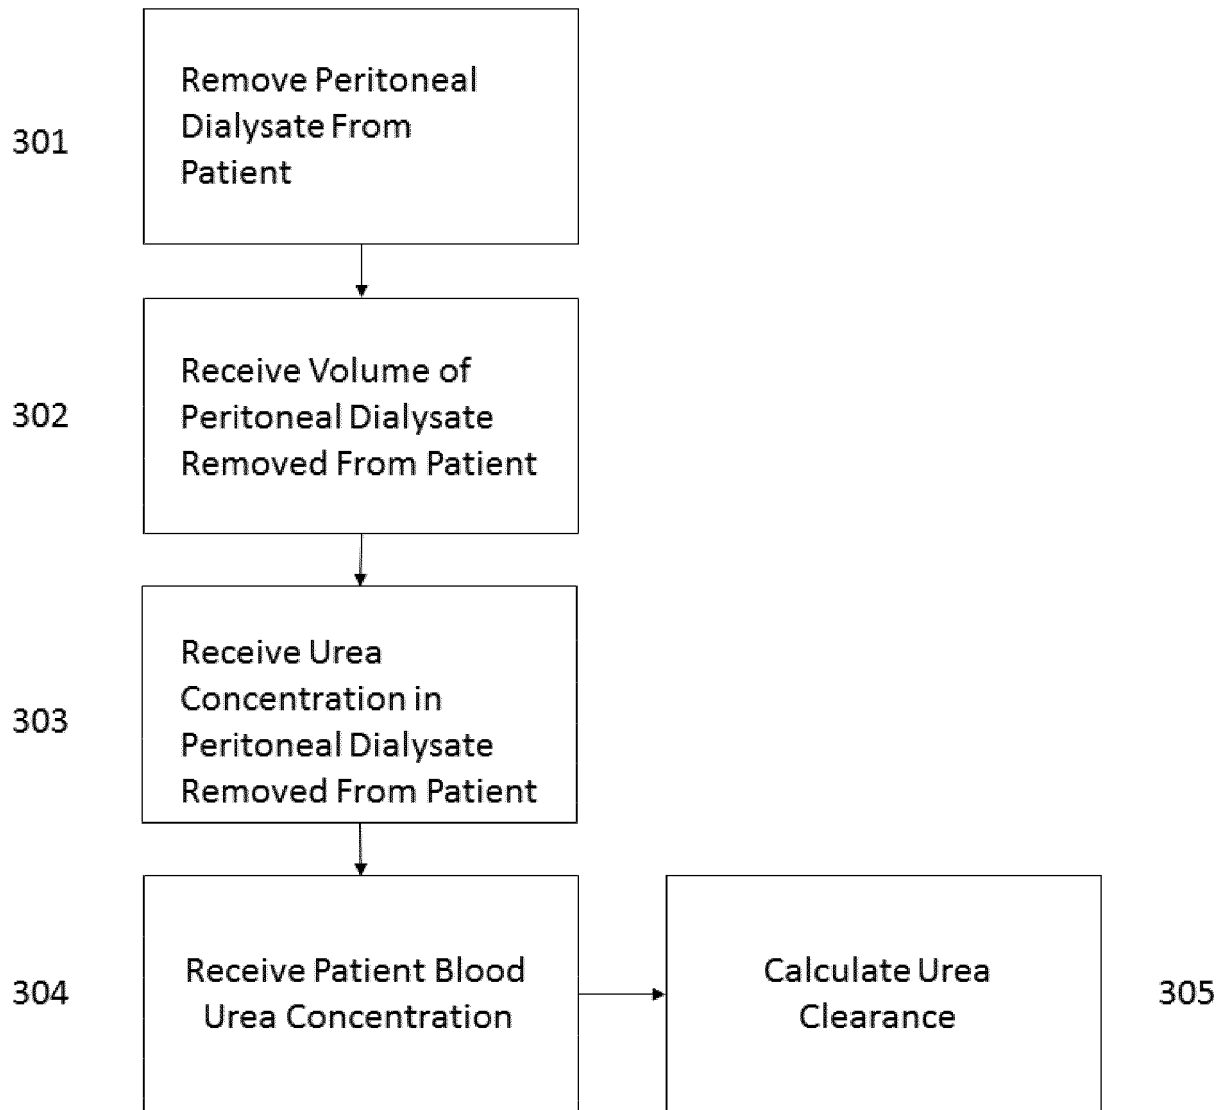 301
Remove Peritoneal
Dialysate From
Patient
302
Receive Volume of
Peritoneal Dialysate
Removed From Patient
303
Receive Urea
Concentration in
Peritoneal Dialysate
Removed From Patient
304
Receive Patient Blood
Urea Concentration
Calculate Urea
Clearance
305